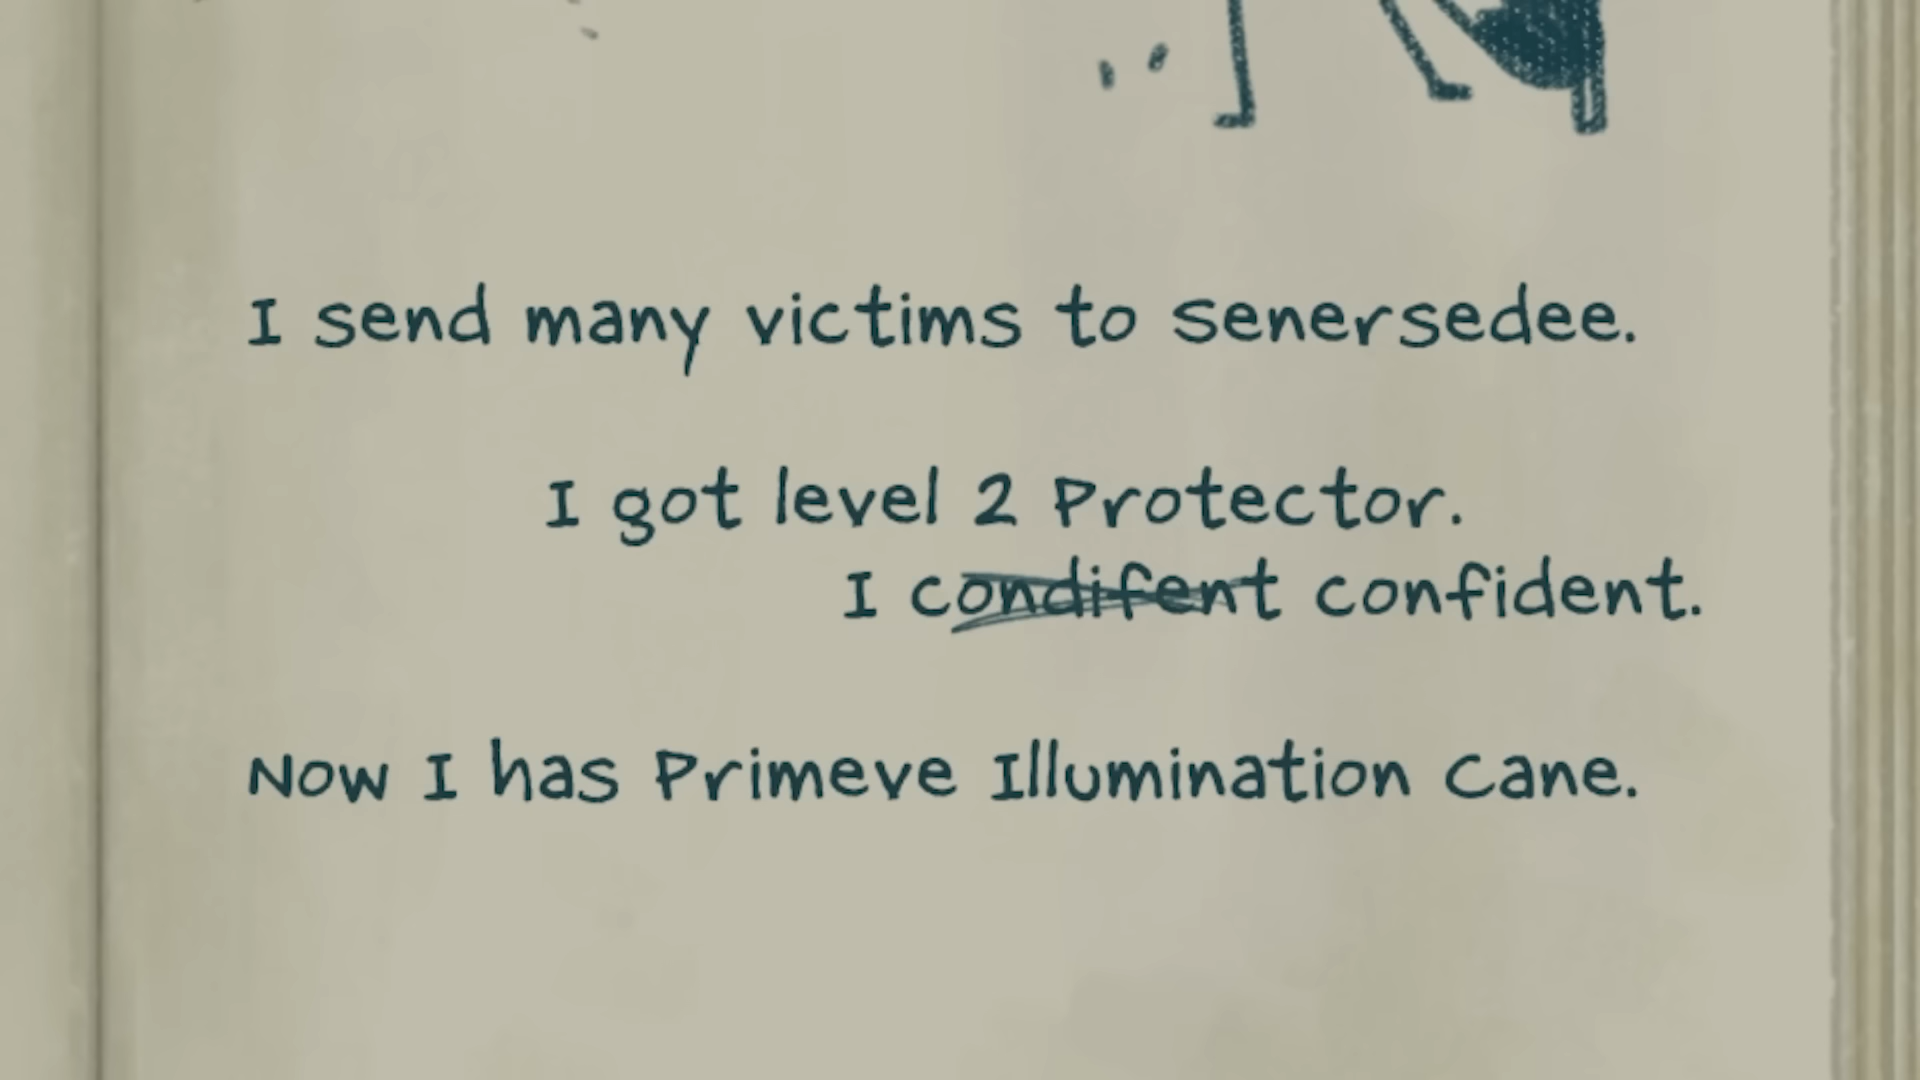 I send many victims to Senersedee.
I got level 2 Protector.
I condifent confident.
Now I has Primeve Illumination Cane.